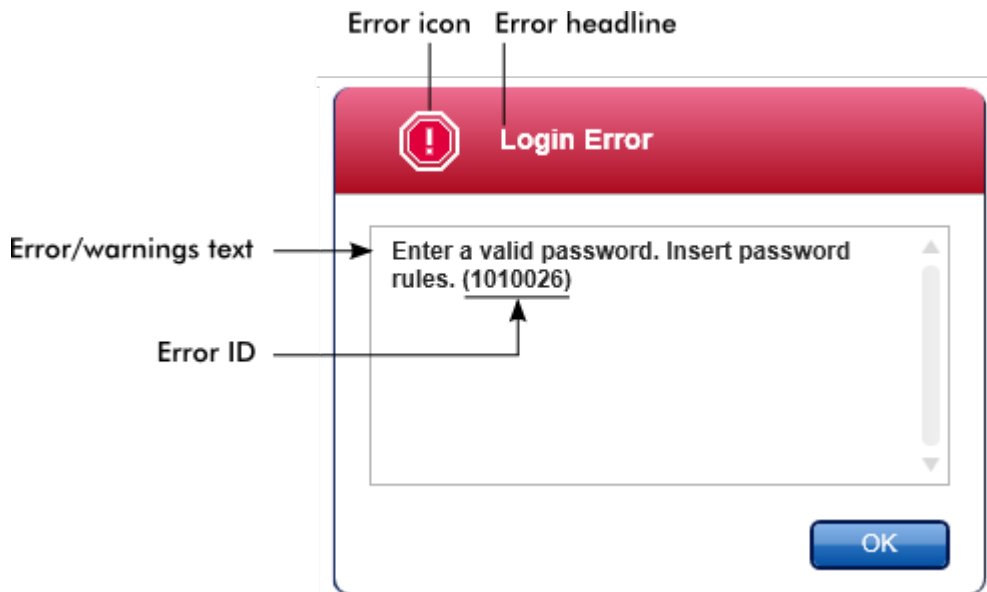 Error icon Error headline
Login Error
Error/warnings text
Enter a valid password. Insert password
rules. (1010026)
Error ID
OK